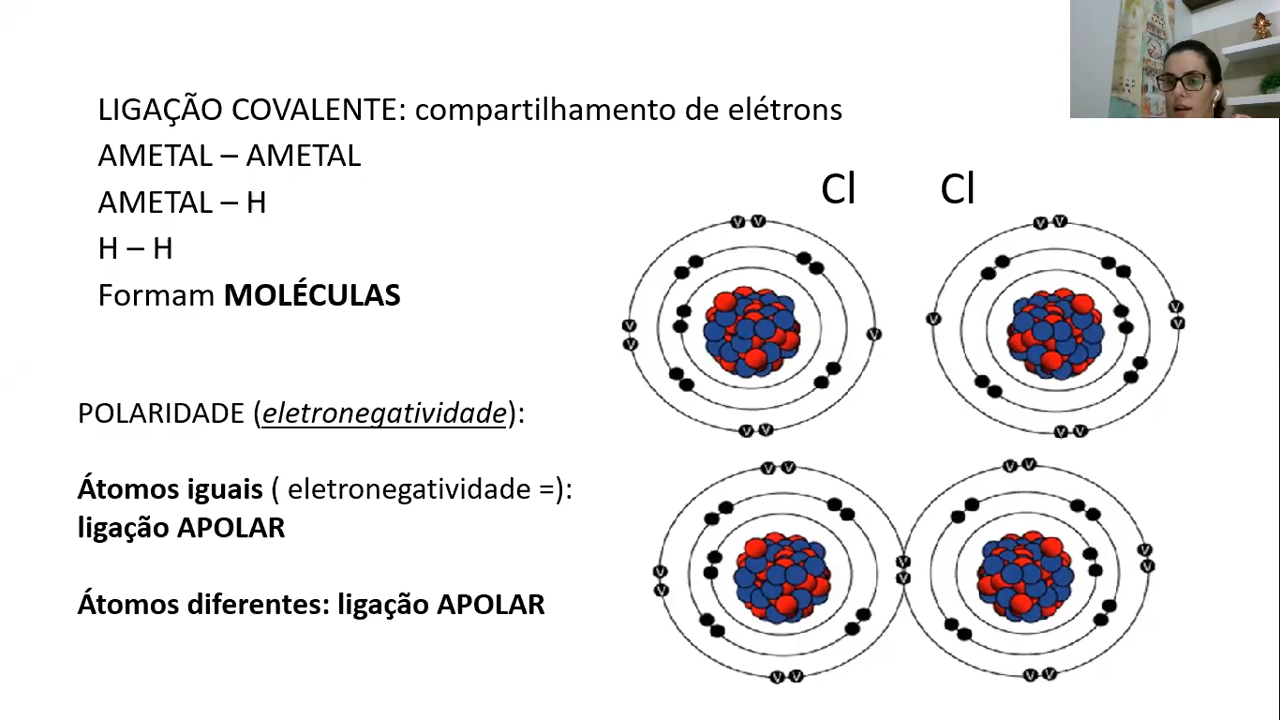 LIGAÇÃO COVALENTE: compartilhamento de elétrons
AMETAL – AMETAL
AMETAL – H
H – H
Formam MOLÉCULAS
Cl Cl
POLARIDADE (eletronegatividade):
Átomos iguais ( eletronegatividade =):
ligação APOLAR
Átomos diferentes: ligação APOLAR
V V V V
V V V V
V V
V V
V V V V
V V V V
V V V
V V V
V V V V